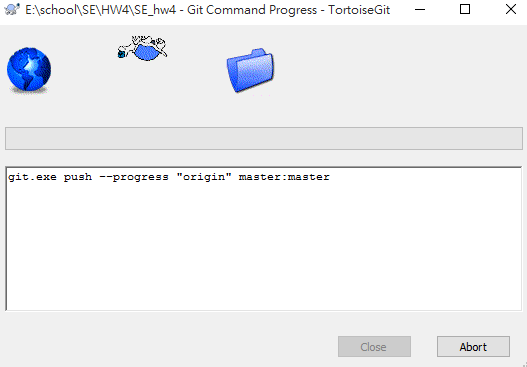 E:\school\SE\HW4\SE_hw4 - Git Command Progress - TortoiseGit
git.exe push --progress "origin" master:master
Close
Abort